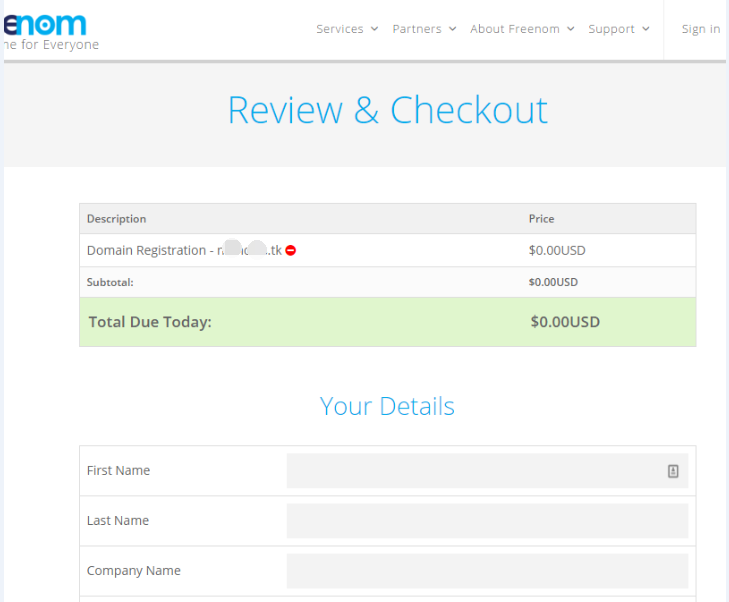 enom
ne for Everyone
Services Partners About Freenom Support Sign in
Review & Checkout
Description Price
Domain Registration - .tk $0.00USD
Subtotal: $0.00USD
Total Due Today: $0.00USD
Your Details
First Name
Last Name
Company Name